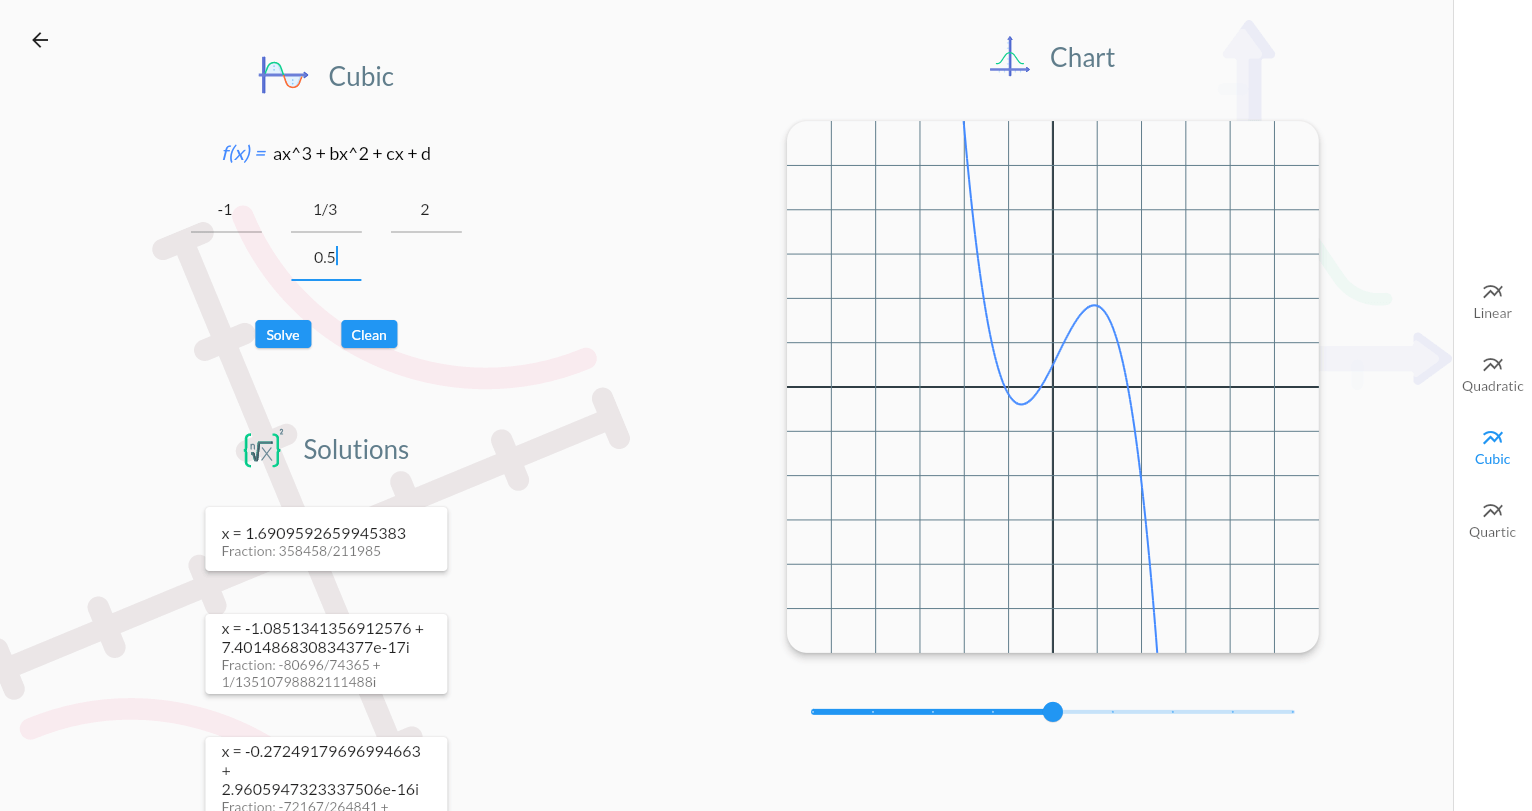 Cubic
f(x) = ax^3 + bx^2 + cx + d
-1 1/3 2
0.5
Solve Clean
Solutions
x = 1.6909592659945383
Fraction: 358458/211985
x = -1.0851341356912576 +
7.401486830834377e-17i
Fraction: -80696/74365 +
1/13510798882111488i
x = -0.27249179696994663
+
2.9605947323337506e-16i
Fraction: -72167/264841 +
Chart
Linear
Quadratic
Cubic
Quartic